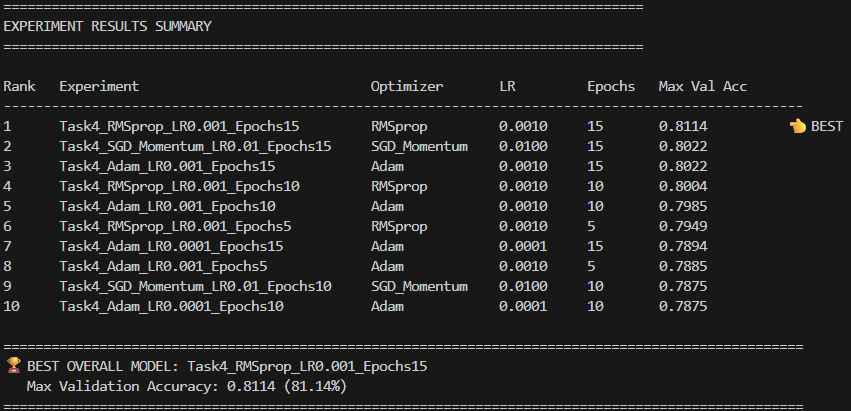 ================================================================================
EXPERIMENT RESULTS SUMMARY
================================================================================
Rank Experiment Optimizer LR Epochs Max Val Acc
----------------------------------------------------------------------------------------------------
1 Task4_RMSprop_LR0.001_Epochs15 RMSprop 0.0010 15 0.8114 👈 BEST
2 Task4_SGD_Momentum_LR0.01_Epochs15 SGD_Momentum 0.0100 15 0.8022
3 Task4_Adam_LR0.001_Epochs15 Adam 0.0010 15 0.8022
4 Task4_RMSprop_LR0.001_Epochs10 RMSprop 0.0010 10 0.8004
5 Task4_Adam_LR0.001_Epochs10 Adam 0.0010 10 0.7985
6 Task4_RMSprop_LR0.001_Epochs5 RMSprop 0.0010 5 0.7949
7 Task4_Adam_LR0.0001_Epochs15 Adam 0.0001 15 0.7894
8 Task4_Adam_LR0.001_Epochs5 Adam 0.0010 5 0.7885
9 Task4_SGD_Momentum_LR0.01_Epochs10 SGD_Momentum 0.0100 10 0.7875
10 Task4_Adam_LR0.0001_Epochs10 Adam 0.0001 10 0.7875
====================================================================================================
🏆 BEST OVERALL MODEL: Task4_RMSprop_LR0.001_Epochs15
Max Validation Accuracy: 0.8114 (81.14%)
====================================================================================================